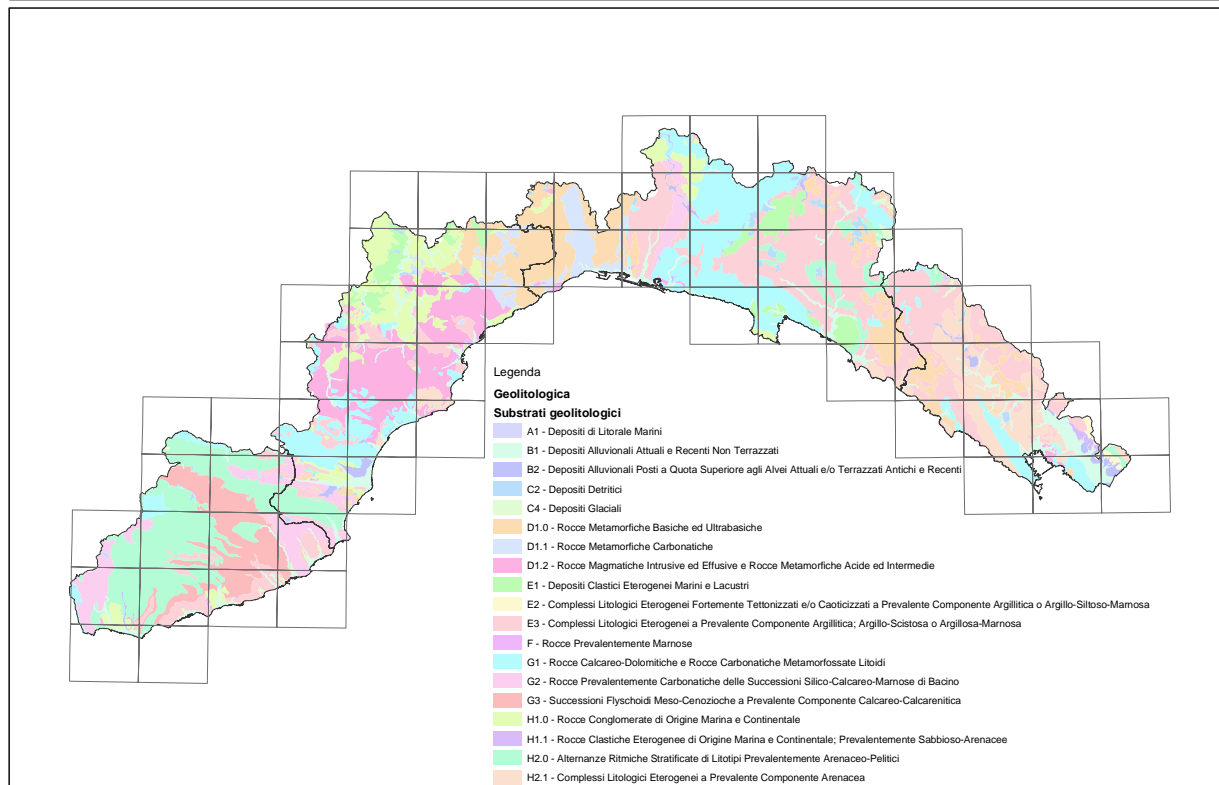 Legenda
Geolitologica
Substrati geolitologici
A1 - Depositi di Litorale Marini
B1 - Depositi Alluvionali Attuali e Recenti Non Terrazzati
B2 - Depositi Alluvionali Posti a Quota Superiore agli Alvei Attuali e/o Terrazzati Antichi e Recenti
C2 - Depositi Detritici
C4 - Depositi Glaciali
D1.0 - Rocce Metamorfiche Basiche ed Ultrabasiche
D1.1 - Rocce Metamorfiche Carbonatiche
D1.2 - Rocce Magmatiche Intrusive ed Effusive e Rocce Metamorfiche Acide ed Intermedie
E1 - Depositi Clastici Eterogenei Marini e Lacustri
E2 - Complessi Litologici Eterogenei Fortemente Tettonizzati e/o Caoticizzati a Prevalente Componente Argillitica o Argillo-Siltoso-Marnosa
E3 - Complessi Litologici Eterogenei a Prevalente Componente Argillitica; Argillo-Scistosa o Argillosa-Marnosa
F - Rocce Prevalentemente Marnose
G1 - Rocce Calcareo-Dolomitiche e Rocce Carbonatiche Metamorfossate Litoidi
G2 - Rocce Prevalentemente Carbonatiche delle Successioni Silico-Calcareo-Marnose di Bacino
G3 - Successioni Flyschoidi Meso-Cenozioche a Prevalente Componente Calcareo-Calcarenitica
H1.0 - Rocce Conglomerate di Origine Marina e Continentale
H1.1 - Rocce Clastiche Eterogenee di Origine Marina e Continentale; Prevalentemente Sabbioso-Arenacee
H2.0 - Alternanze Ritmiche Stratificate di Litotipi Prevalentemente Arenaceo-Pelitici
H2.1 - Complessi Litologici Eterogenei a Prevalente Componente Arenacea